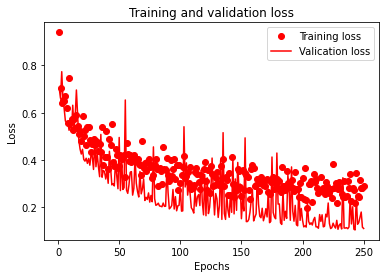 Training and validation loss
Training loss
Valication loss
Loss
0.8
0.6
0.4
0.2
0
50
100
150
200
250
Epochs